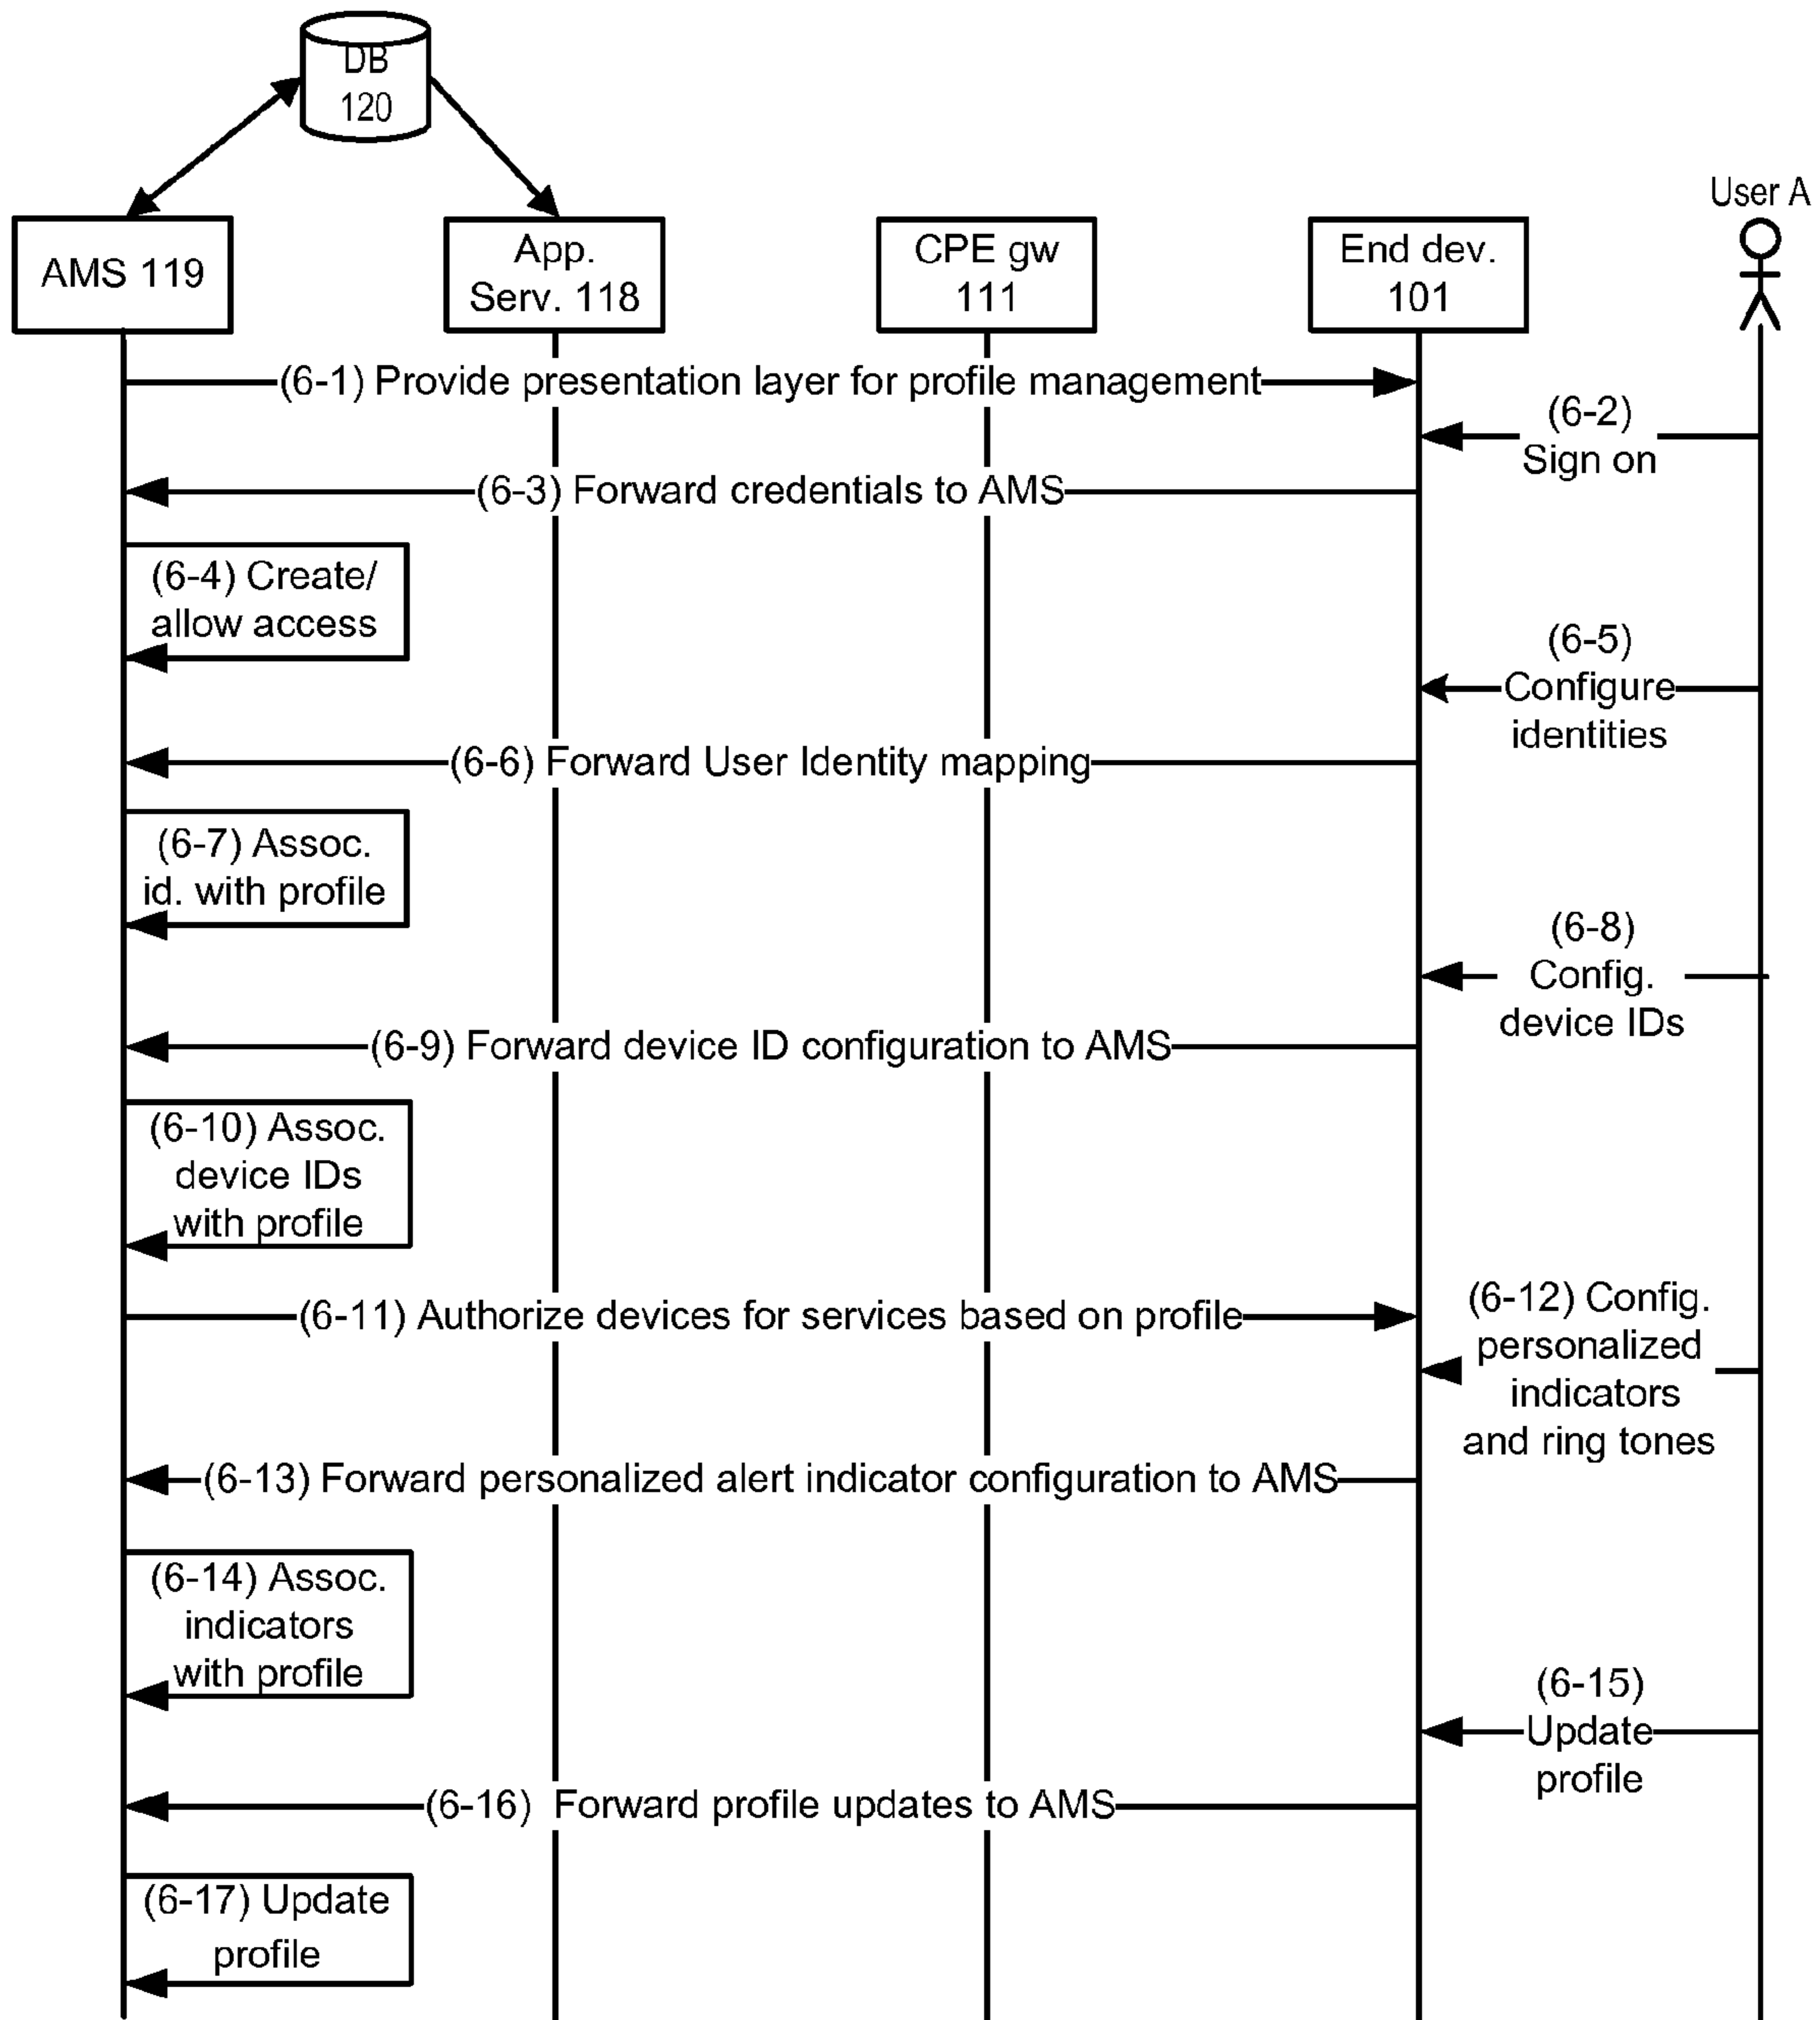 DB
120
User A
AMS 119
App.
Serv. 118
CPE gw
111
End dev.
101
(6-1) Provide presentation layer for profile management
(6-2)
Sign on
(6-3) Forward credentials to AMS
(6-4) Create/
allow access
(6-5)
Configure
identities
(6-6) Forward User Identity mapping
(6-7) Assoc.
id. with profile
(6-8)
Config.
device IDs
(6-9) Forward device ID configuration to AMS
(6-10) Assoc.
device IDs
with profile
(6-11) Authorize devices for services based on profile
(6-12) Config.
personalized
indicators
and ring tones
(6-13) Forward personalized alert indicator configuration to AMS
(6-14) Assoc.
indicators
with profile
(6-15)
Update
profile
(6-16) Forward profile updates to AMS
(6-17) Update
profile